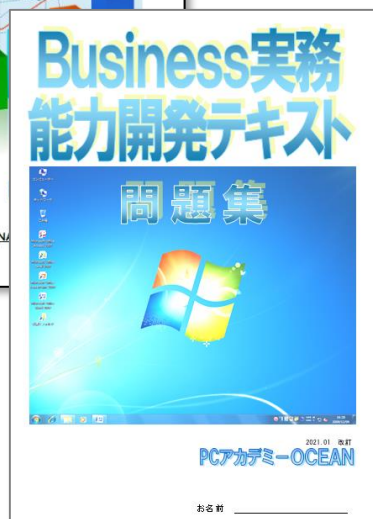 Business実務
能力開発テキスト
問題集
2021.01 改訂
PCアカデミーOCEAN
お名前